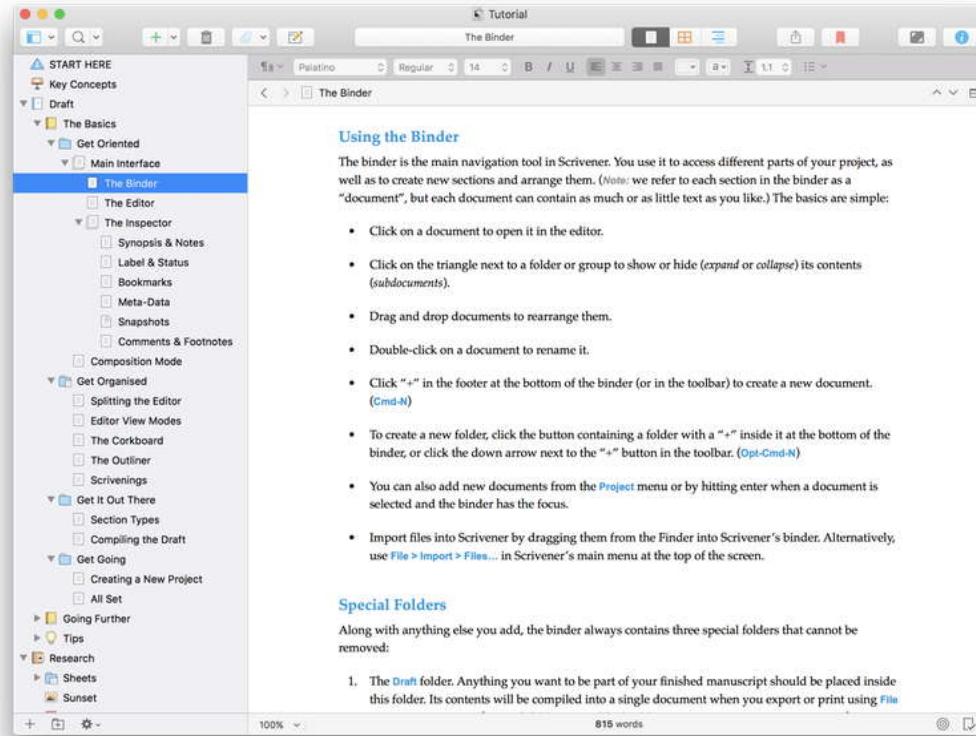 Tutorial
The Binder
Palatino
Regular
14
B I U
a
1.1
START HERE
Key Concepts
Draft
The Basics
Get Oriented
Main Interface
The Binder
The Editor
The Inspector
Synopsis & Notes
Label & Status
Bookmarks
Meta-Data
Snapshots
Comments & Footnotes
Composition Mode
Get Organised
Splitting the Editor
Editor View Modes
The Corkboard
The Outliner
Scrivenings
Get It Out There
Section Types
Compiling the Draft
Get Going
Creating a New Project
All Set
Going Further
Tips
Research
Sheets
Sunset
The Binder
Using the Binder
The binder is the main navigation tool in Scrivener. You use it to access different parts of your project, as
well as to create new sections and arrange them. (Note: we refer to each section in the binder as a
“document”, but each document can contain as much or as little text as you like.) The basics are simple:
• Click on a document to open it in the editor.
• Click on the triangle next to a folder or group to show or hide (expand or collapse) its contents
(subdocuments).
• Drag and drop documents to rearrange them.
• Double-click on a document to rename it.
• Click “+” in the footer at the bottom of the binder (or in the toolbar) to create a new document.
(Cmd-N)
• To create a new folder, click the button containing a folder with a “+” inside it at the bottom of the
binder, or click the down arrow next to the “+” button in the toolbar. (Opt-Cmd-N)
• You can also add new documents from the Project menu or by hitting enter when a document is
selected and the binder has the focus.
• Import files into Scrivener by dragging them from the Finder into Scrivener’s binder. Alternatively,
use File > Import > Files... in Scrivener’s main menu at the top of the screen.
Special Folders
Along with anything else you add, the binder always contains three special folders that cannot be
removed:
1. The Draft folder. Anything you want to be part of your finished manuscript should be placed inside
this folder. Its contents will be compiled into a single document when you export or print using File
100%
815 words